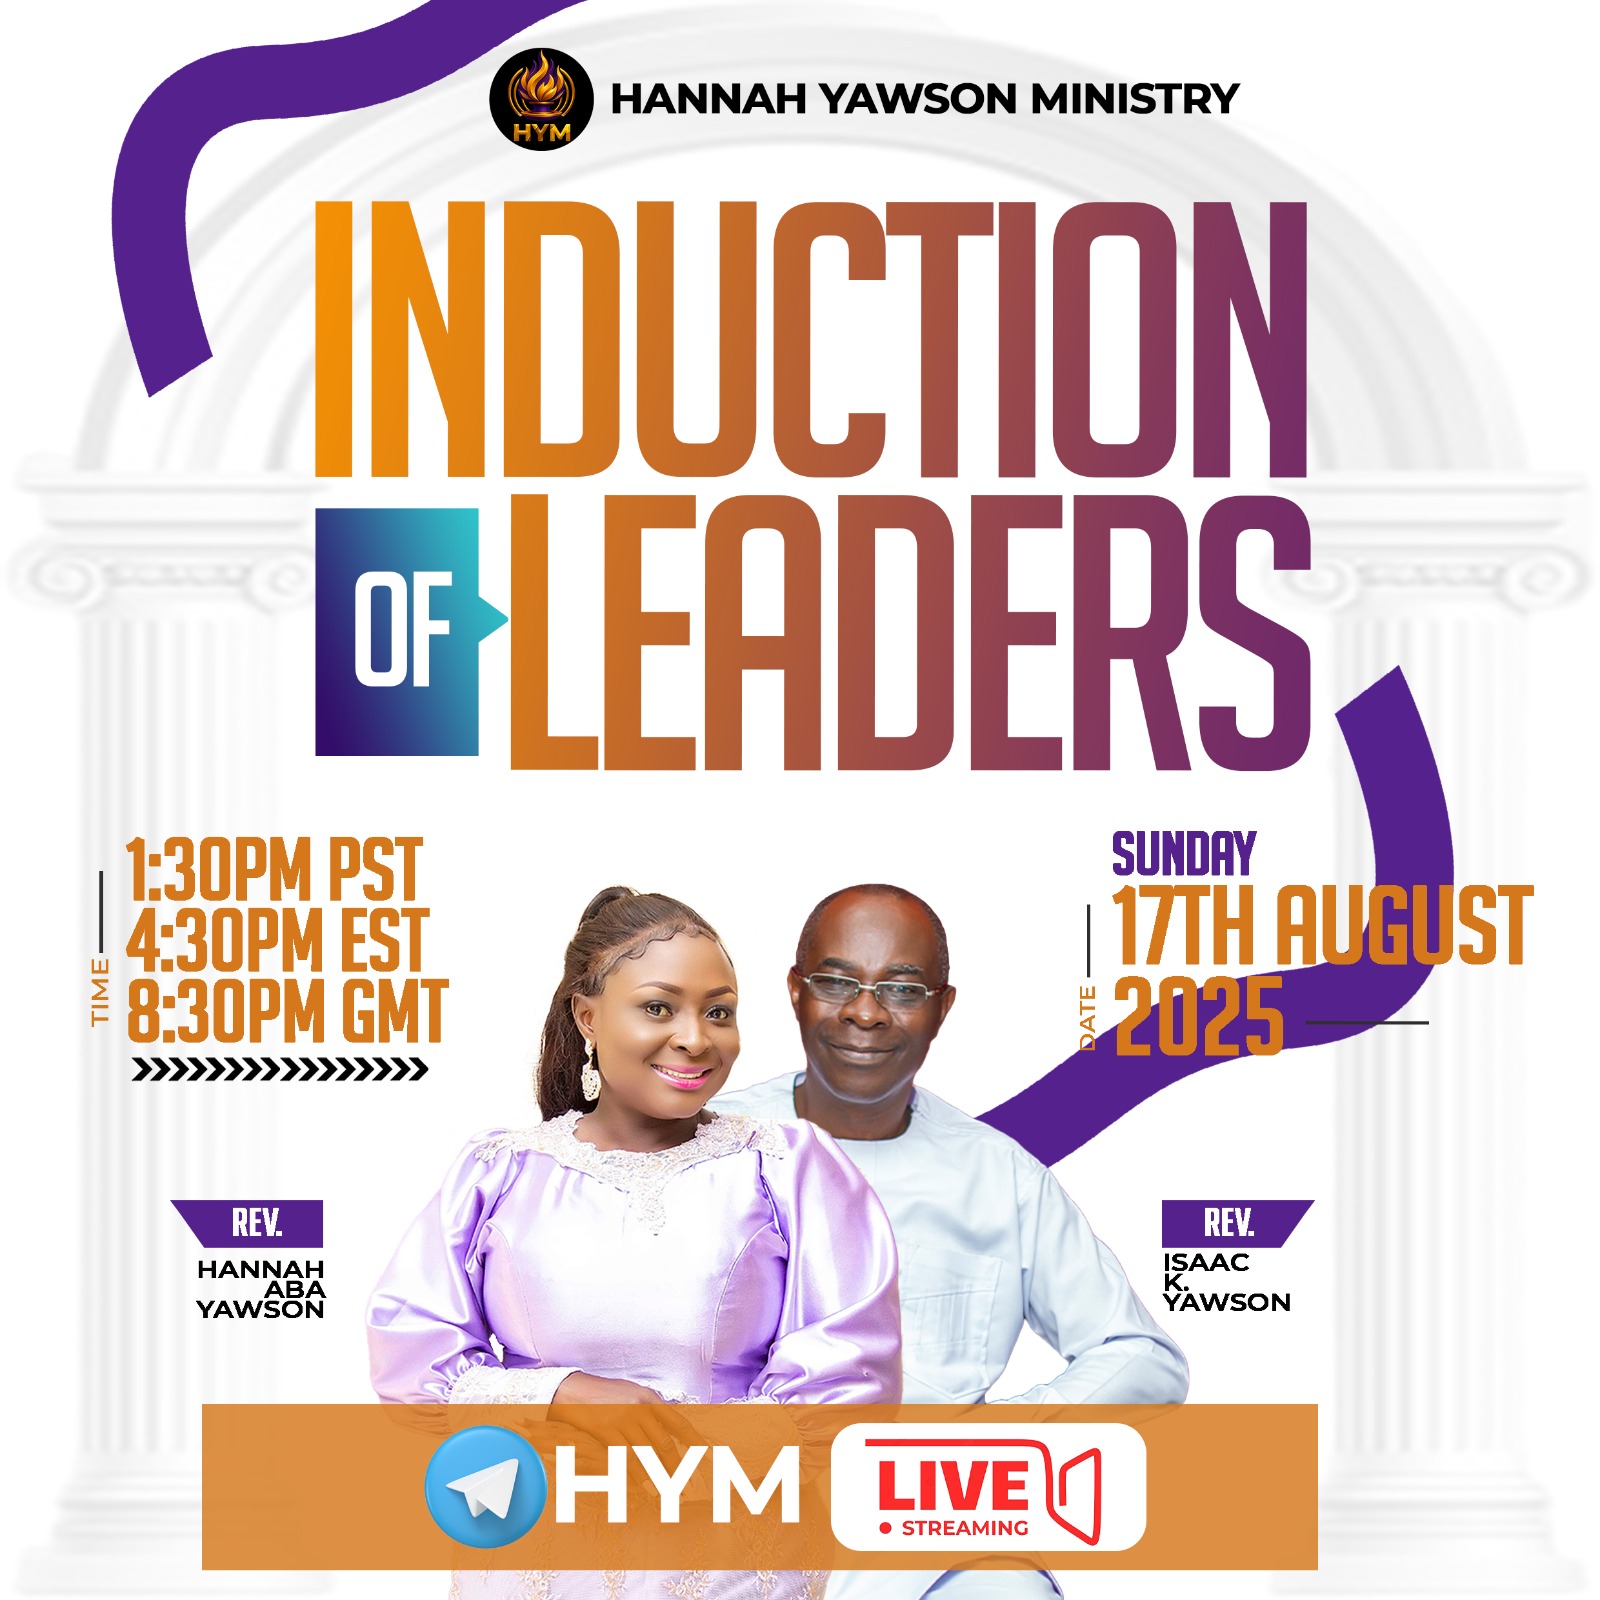 HYM
HANNAH YAWSON MINISTRY
INDUCTION
OF LEADERS
TIME
1:30PM PST
4:30PM EST
8:30PM GMT
SUNDAY
DATE
17TH AUGUST
2025
REV.
HANNAH
ABA
YAWSON
REV.
ISAAC
K.
YAWSON
HYM
LIVE
STREAMING